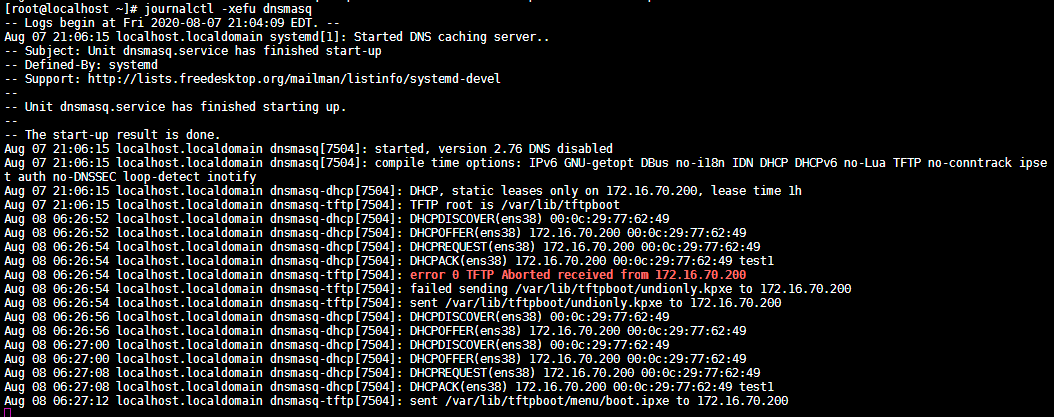 [root@localhost ~]# journalctl -xefu dnsmasq
-- Logs begin at Fri 2020-08-07 21:04:09 EDT. --
Aug 07 21:06:15 localhost.localdomain systemd[1]: Started DNS caching server..
-- Subject: Unit dnsmasq.service has finished start-up
-- Defined-By: systemd
-- Support: http://lists.freedesktop.org/mailman/listinfo/systemd-devel
--
-- Unit dnsmasq.service has finished starting up.
--
-- The start-up result is done.
Aug 07 21:06:15 localhost.localdomain dnsmasq[7504]: started, version 2.76 DNS disabled
Aug 07 21:06:15 localhost.localdomain dnsmasq[7504]: compile time options: IPv6 GNU-getopt DBus no-i18n IDN DHCP DHCPv6 no-Lua TFTP no-conntrack ipse
t auth no-DNSSEC loop-detect inotify
Aug 07 21:06:15 localhost.localdomain dnsmasq-dhcp[7504]: DHCP, static leases only on 172.16.70.200, lease time 1h
Aug 07 21:06:15 localhost.localdomain dnsmasq-tftp[7504]: TFTP root is /var/lib/tftpboot
Aug 08 06:26:52 localhost.localdomain dnsmasq-dhcp[7504]: DHCPDISCOVER(ens38) 00:0c:29:77:62:49
Aug 08 06:26:52 localhost.localdomain dnsmasq-dhcp[7504]: DHCPOFFER(ens38) 172.16.70.200 00:0c:29:77:62:49
Aug 08 06:26:54 localhost.localdomain dnsmasq-dhcp[7504]: DHCPREQUEST(ens38) 172.16.70.200 00:0c:29:77:62:49
Aug 08 06:26:54 localhost.localdomain dnsmasq-dhcp[7504]: DHCPACK(ens38) 172.16.70.200 00:0c:29:77:62:49 test1
Aug 08 06:26:54 localhost.localdomain dnsmasq-tftp[7504]: error 0 TFTP Aborted received from 172.16.70.200
Aug 08 06:26:54 localhost.localdomain dnsmasq-tftp[7504]: failed sending /var/lib/tftpboot/undionly.kpxe to 172.16.70.200
Aug 08 06:26:54 localhost.localdomain dnsmasq-tftp[7504]: sent /var/lib/tftpboot/undionly.kpxe to 172.16.70.200
Aug 08 06:26:56 localhost.localdomain dnsmasq-dhcp[7504]: DHCPDISCOVER(ens38) 00:0c:29:77:62:49
Aug 08 06:26:56 localhost.localdomain dnsmasq-dhcp[7504]: DHCPOFFER(ens38) 172.16.70.200 00:0c:29:77:62:49
Aug 08 06:27:00 localhost.localdomain dnsmasq-dhcp[7504]: DHCPDISCOVER(ens38) 00:0c:29:77:62:49
Aug 08 06:27:00 localhost.localdomain dnsmasq-dhcp[7504]: DHCPOFFER(ens38) 172.16.70.200 00:0c:29:77:62:49
Aug 08 06:27:08 localhost.localdomain dnsmasq-dhcp[7504]: DHCPREQUEST(ens38) 172.16.70.200 00:0c:29:77:62:49
Aug 08 06:27:08 localhost.localdomain dnsmasq-dhcp[7504]: DHCPACK(ens38) 172.16.70.200 00:0c:29:77:62:49 test1
Aug 08 06:27:12 localhost.localdomain dnsmasq-tftp[7504]: sent /var/lib/tftpboot/menu/boot.ipxe to 172.16.70.200